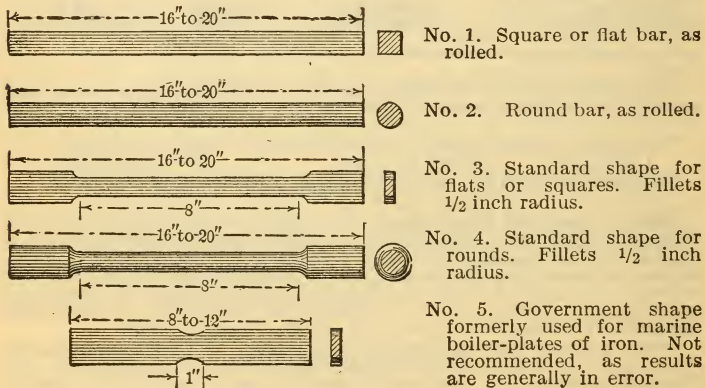 16"to 20"
No. 1. Square or flat bar, as
rolled.
16"to-20"
No. 2. Round bar, as rolled.
16"to 20"
8"
No. 3. Standard shape for
flats or squares. Fillets
1/2 inch radius.
16"to-20"
8"
No. 4. Standard shape for
rounds. Fillets 1/2 inch
radius.
8"to-12"
1"
No. 5. Government shape
formerly used for marine
boiler-plates of iron. Not
recommended, as results
are generally in error.